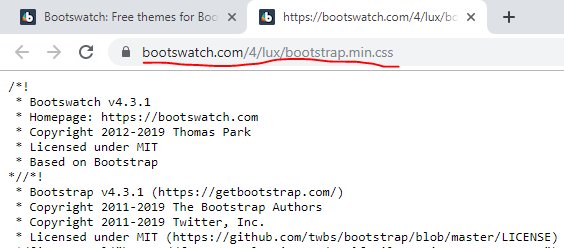 Bootswatch: Free themes for Boo
https://bootswatch.com/4/lux/bo
bootswatch.com/4/lux/bootstrap.min.css
/*!
 * Bootswatch v4.3.1
 * Homepage: https://bootswatch.com
 * Copyright 2012-2019 Thomas Park
 * Licensed under MIT
 * Based on Bootstrap
*//*!
 * Bootstrap v4.3.1 (https://getbootstrap.com/)
 * Copyright 2011-2019 The Bootstrap Authors
 * Copyright 2011-2019 Twitter, Inc.
 * Licensed under MIT (https://github.com/twbs/bootstrap/blob/master/LICENSE)